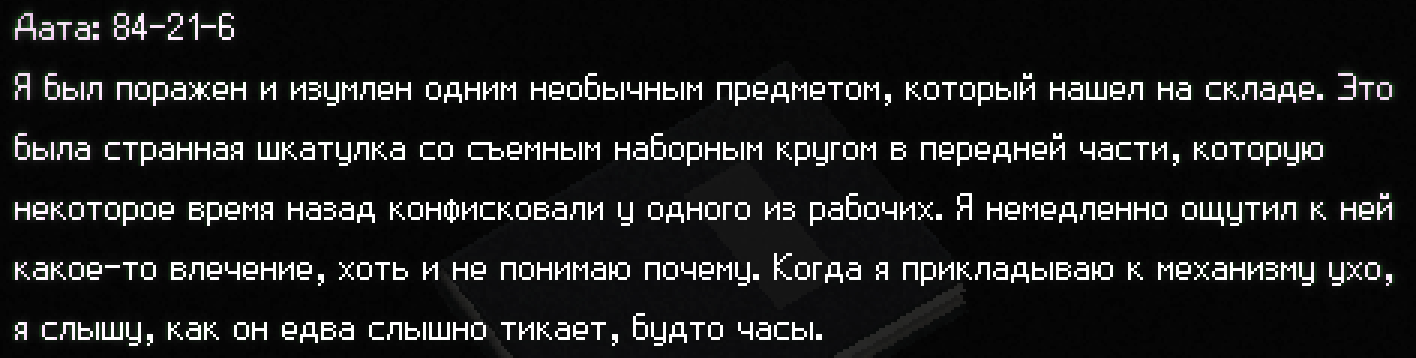 Дата: 84-21-6
Я был поражен и изумлен одним необычным предметом, который нашел на складе. Это
была странная шкатулка со съемным наборным кругом в передней части, которую
некоторое время назад конфисковали у одного из рабочих. Я немедленно ощутил к ней
какое-то влечение, хоть и не понимаю почему. Когда я прикладываю к механизму ухо,
я слышу, как он едва слышно тикает, будто часы.